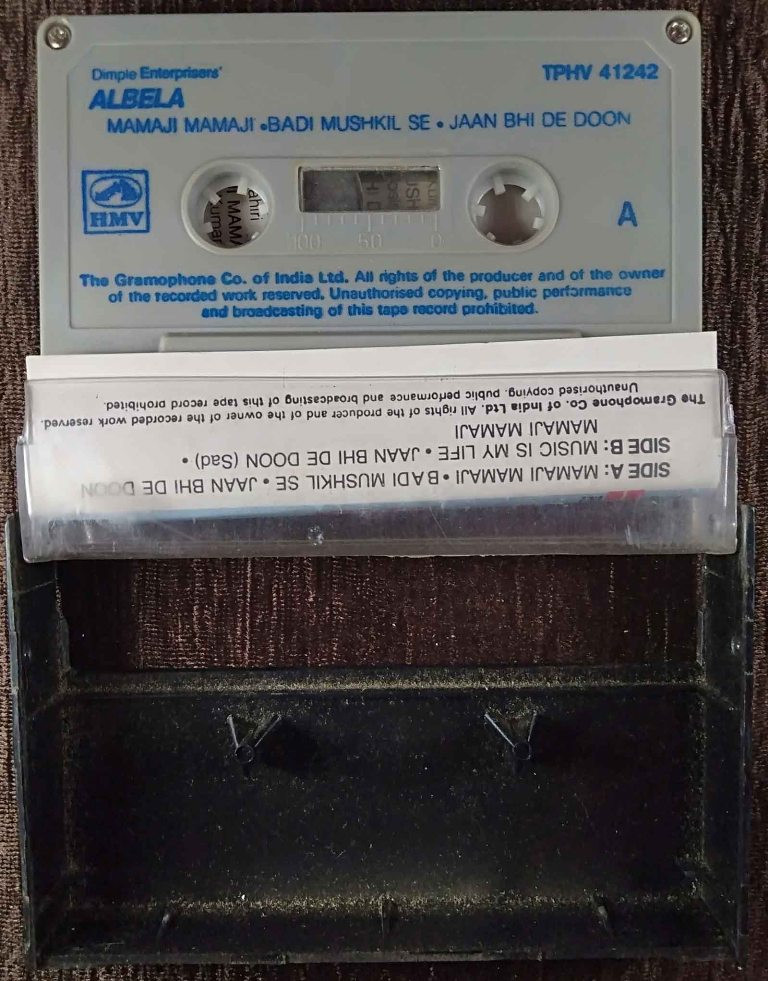 Dimple Enterprisers'
TPHV 41242
ALBELA
MAMAJI MAMAJI • BADI MUSHKIL SE • JAAN BHI DE DOON
HMV
A
100 50 0
The Gramophone Co. of India Ltd. All rights of the producer and of the owner
of the recorded work reserved. Unauthorised copying, public performance
and broadcasting of this tape record prohibited.
SIDE A: MAMAJI MAMAJI • BADI MUSHKIL SE • JAAN BHI DE DOON
SIDE B: MUSIC IS MY LIFE • JAAN BHI DE DOON (Sad) •
MAMAJI MAMAJI
The Gramophone Co. of India Ltd. All rights of the producer and of the owner of the recorded work reserved.
Unauthorised copying, public performance and broadcasting of this tape record prohibited.